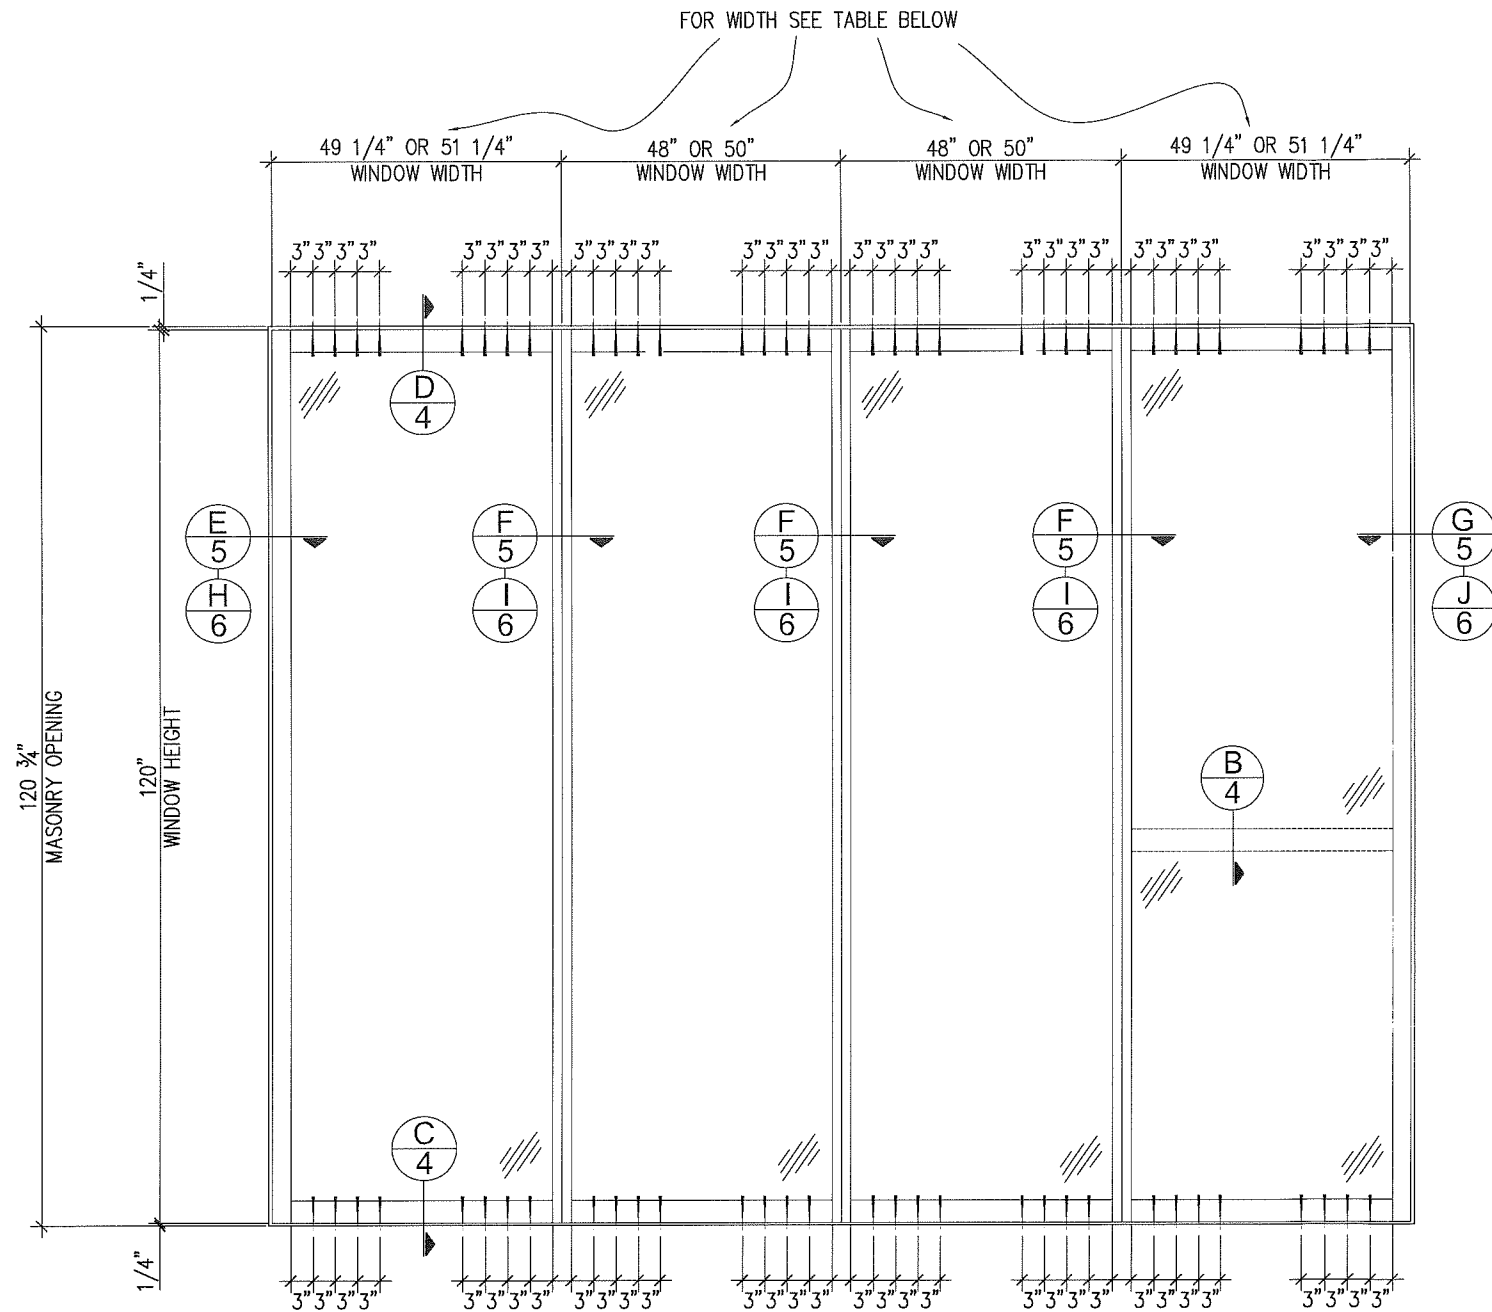 FOR WIDTH SEE TABLE BELOW
49 1/4" OR 51 1/4"
WINDOW WIDTH
48" OR 50"
WINDOW WIDTH
48" OR 50"
WINDOW WIDTH
49 1/4" OR 51 1/4"
WINDOW WIDTH
3" 3" 3" 3"
3" 3" 3" 3"
3" 3" 3" 3"
3" 3" 3" 3"
3" 3" 3" 3"
3" 3" 3" 3"
3" 3" 3" 3"
3" 3" 3" 3"
1/4"
D
4
E
5
H
6
F
5
I
6
F
5
I
6
F
5
I
6
G
5
J
6
120 ¾"
MASONRY OPENING
120"
WINDOW HEIGHT
B
4
C
4
1/4"
3" 3" 3" 3"
3" 3" 3" 3"
3" 3" 3" 3"
3" 3" 3" 3"
3" 3" 3" 3"
3" 3" 3" 3"
3" 3" 3" 3"
3" 3" 3" 3"